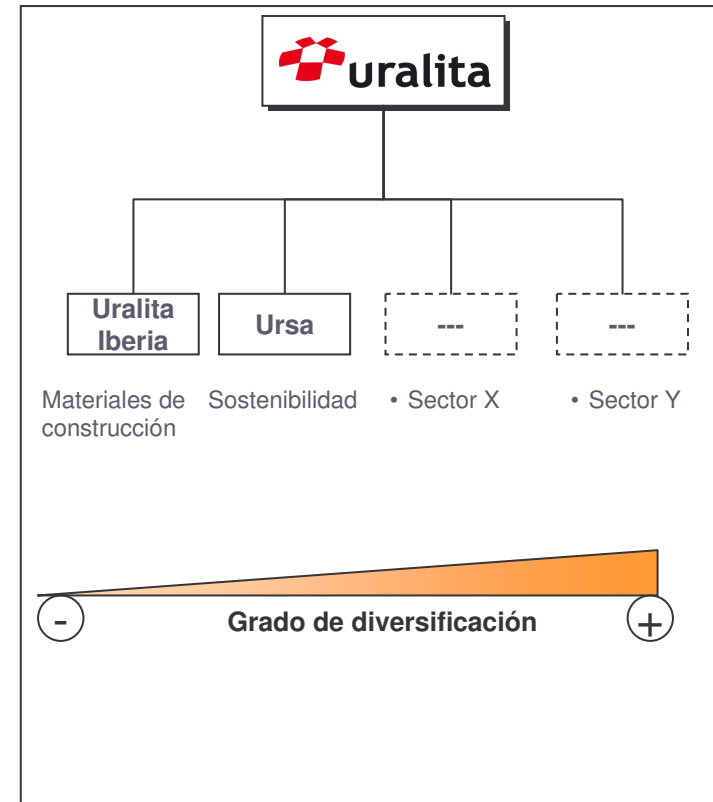 uralita
Uralita
Iberia
Ursa
---
---
Materiales de
construcción
Sostenibilidad
• Sector X
• Sector Y
-
Grado de diversificación
+